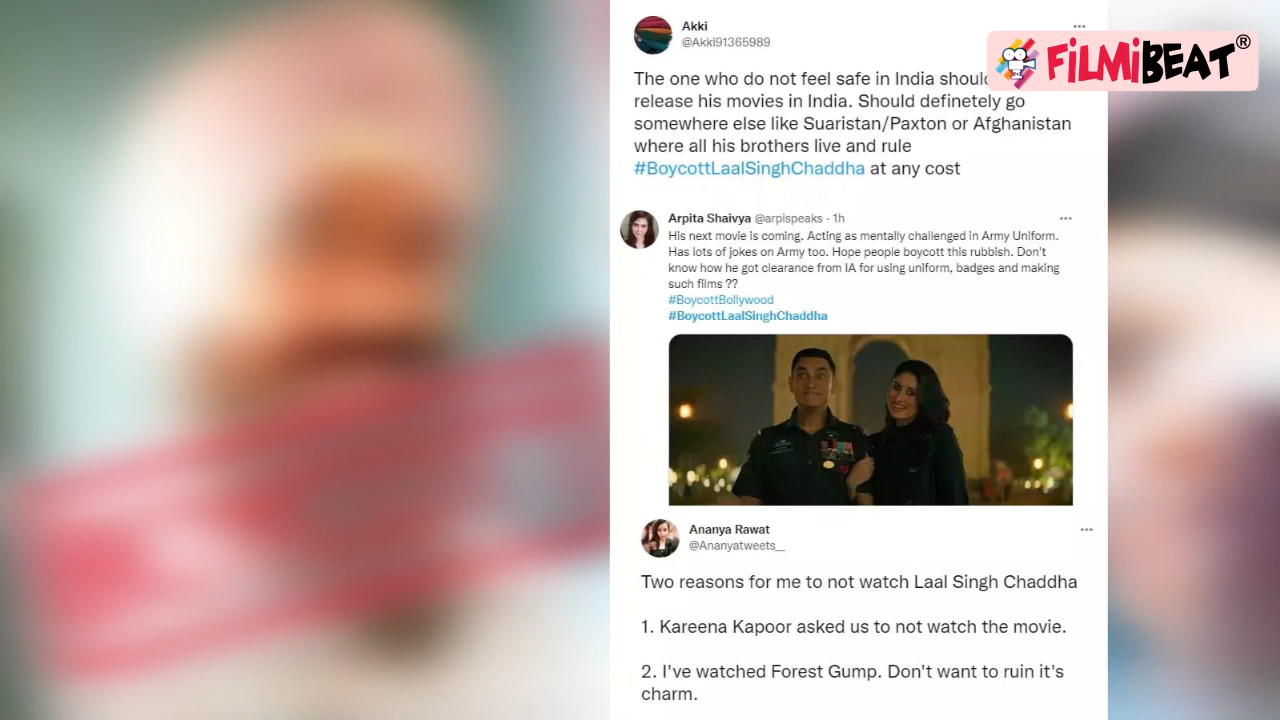 Akki
@Akki91365989
FiLMiBEAT®
The one who do not feel safe in India
release his movies in India. Should definetely go
somewhere else like Suaristan/Paxton or Afghanistan
where all his brothers live and rule
#BoycottLaalSinghChaddha at any cost
Arpita Shaivya @arpispeaks · 1h
His next movie is coming. Acting as mentally challenged in Army Uniform.
Has lots of jokes on Army too. Hope people boycott this rubbish. Don't
know how he got clearance from IA for using uniform, badges and making
such films ??
#BoycottBollywood
#BoycottLaalSinghChaddha
Ananya Rawat
@Ananyatweets__
Two reasons for me to not watch Laal Singh Chaddha
1. Kareena Kapoor asked us to not watch the movie.
2. I've watched Forest Gump. Don't want to ruin it's
charm.